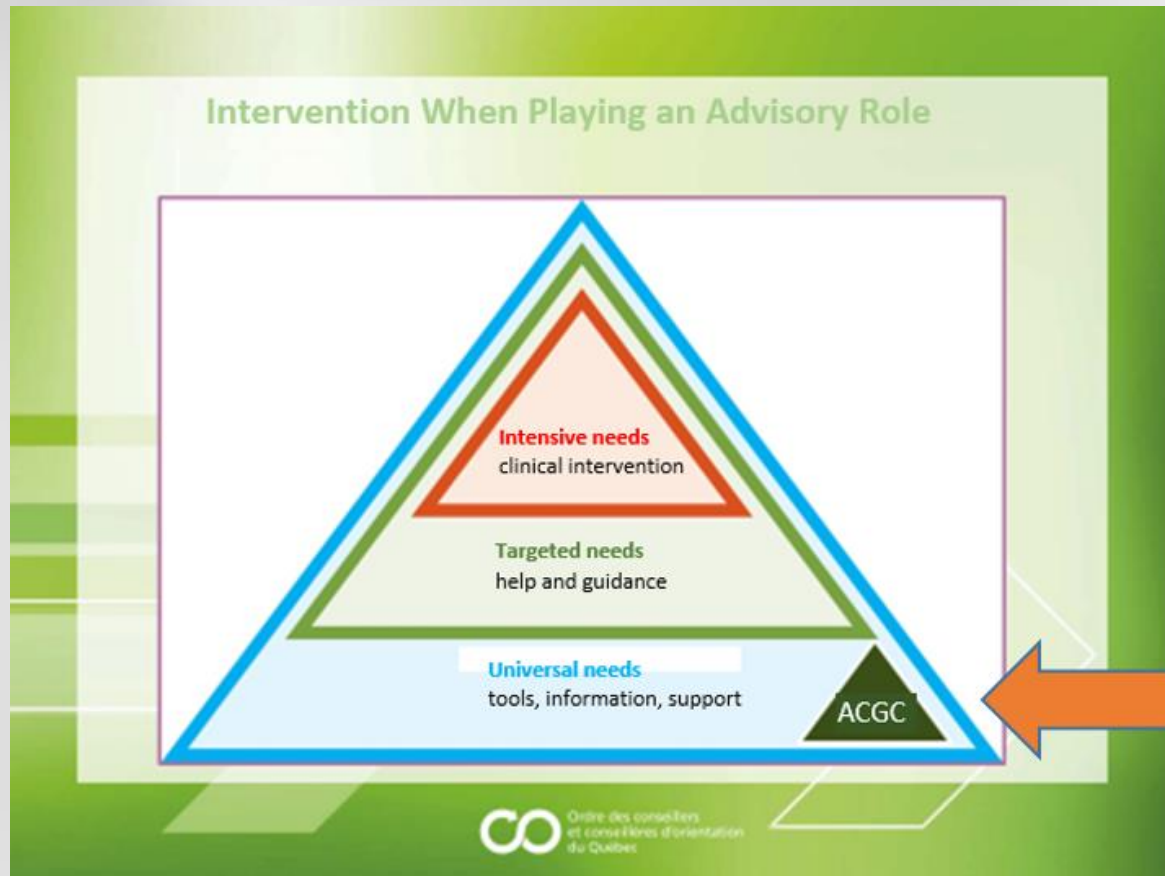 Intervention When Playing an Advisory Role
Intensive needs
clinical intervention
Targeted needs
help and guidance
Universal needs
tools, information, support
ACGC
CO
Ordre des conseillers
et conseillères d'orientation
du Québec